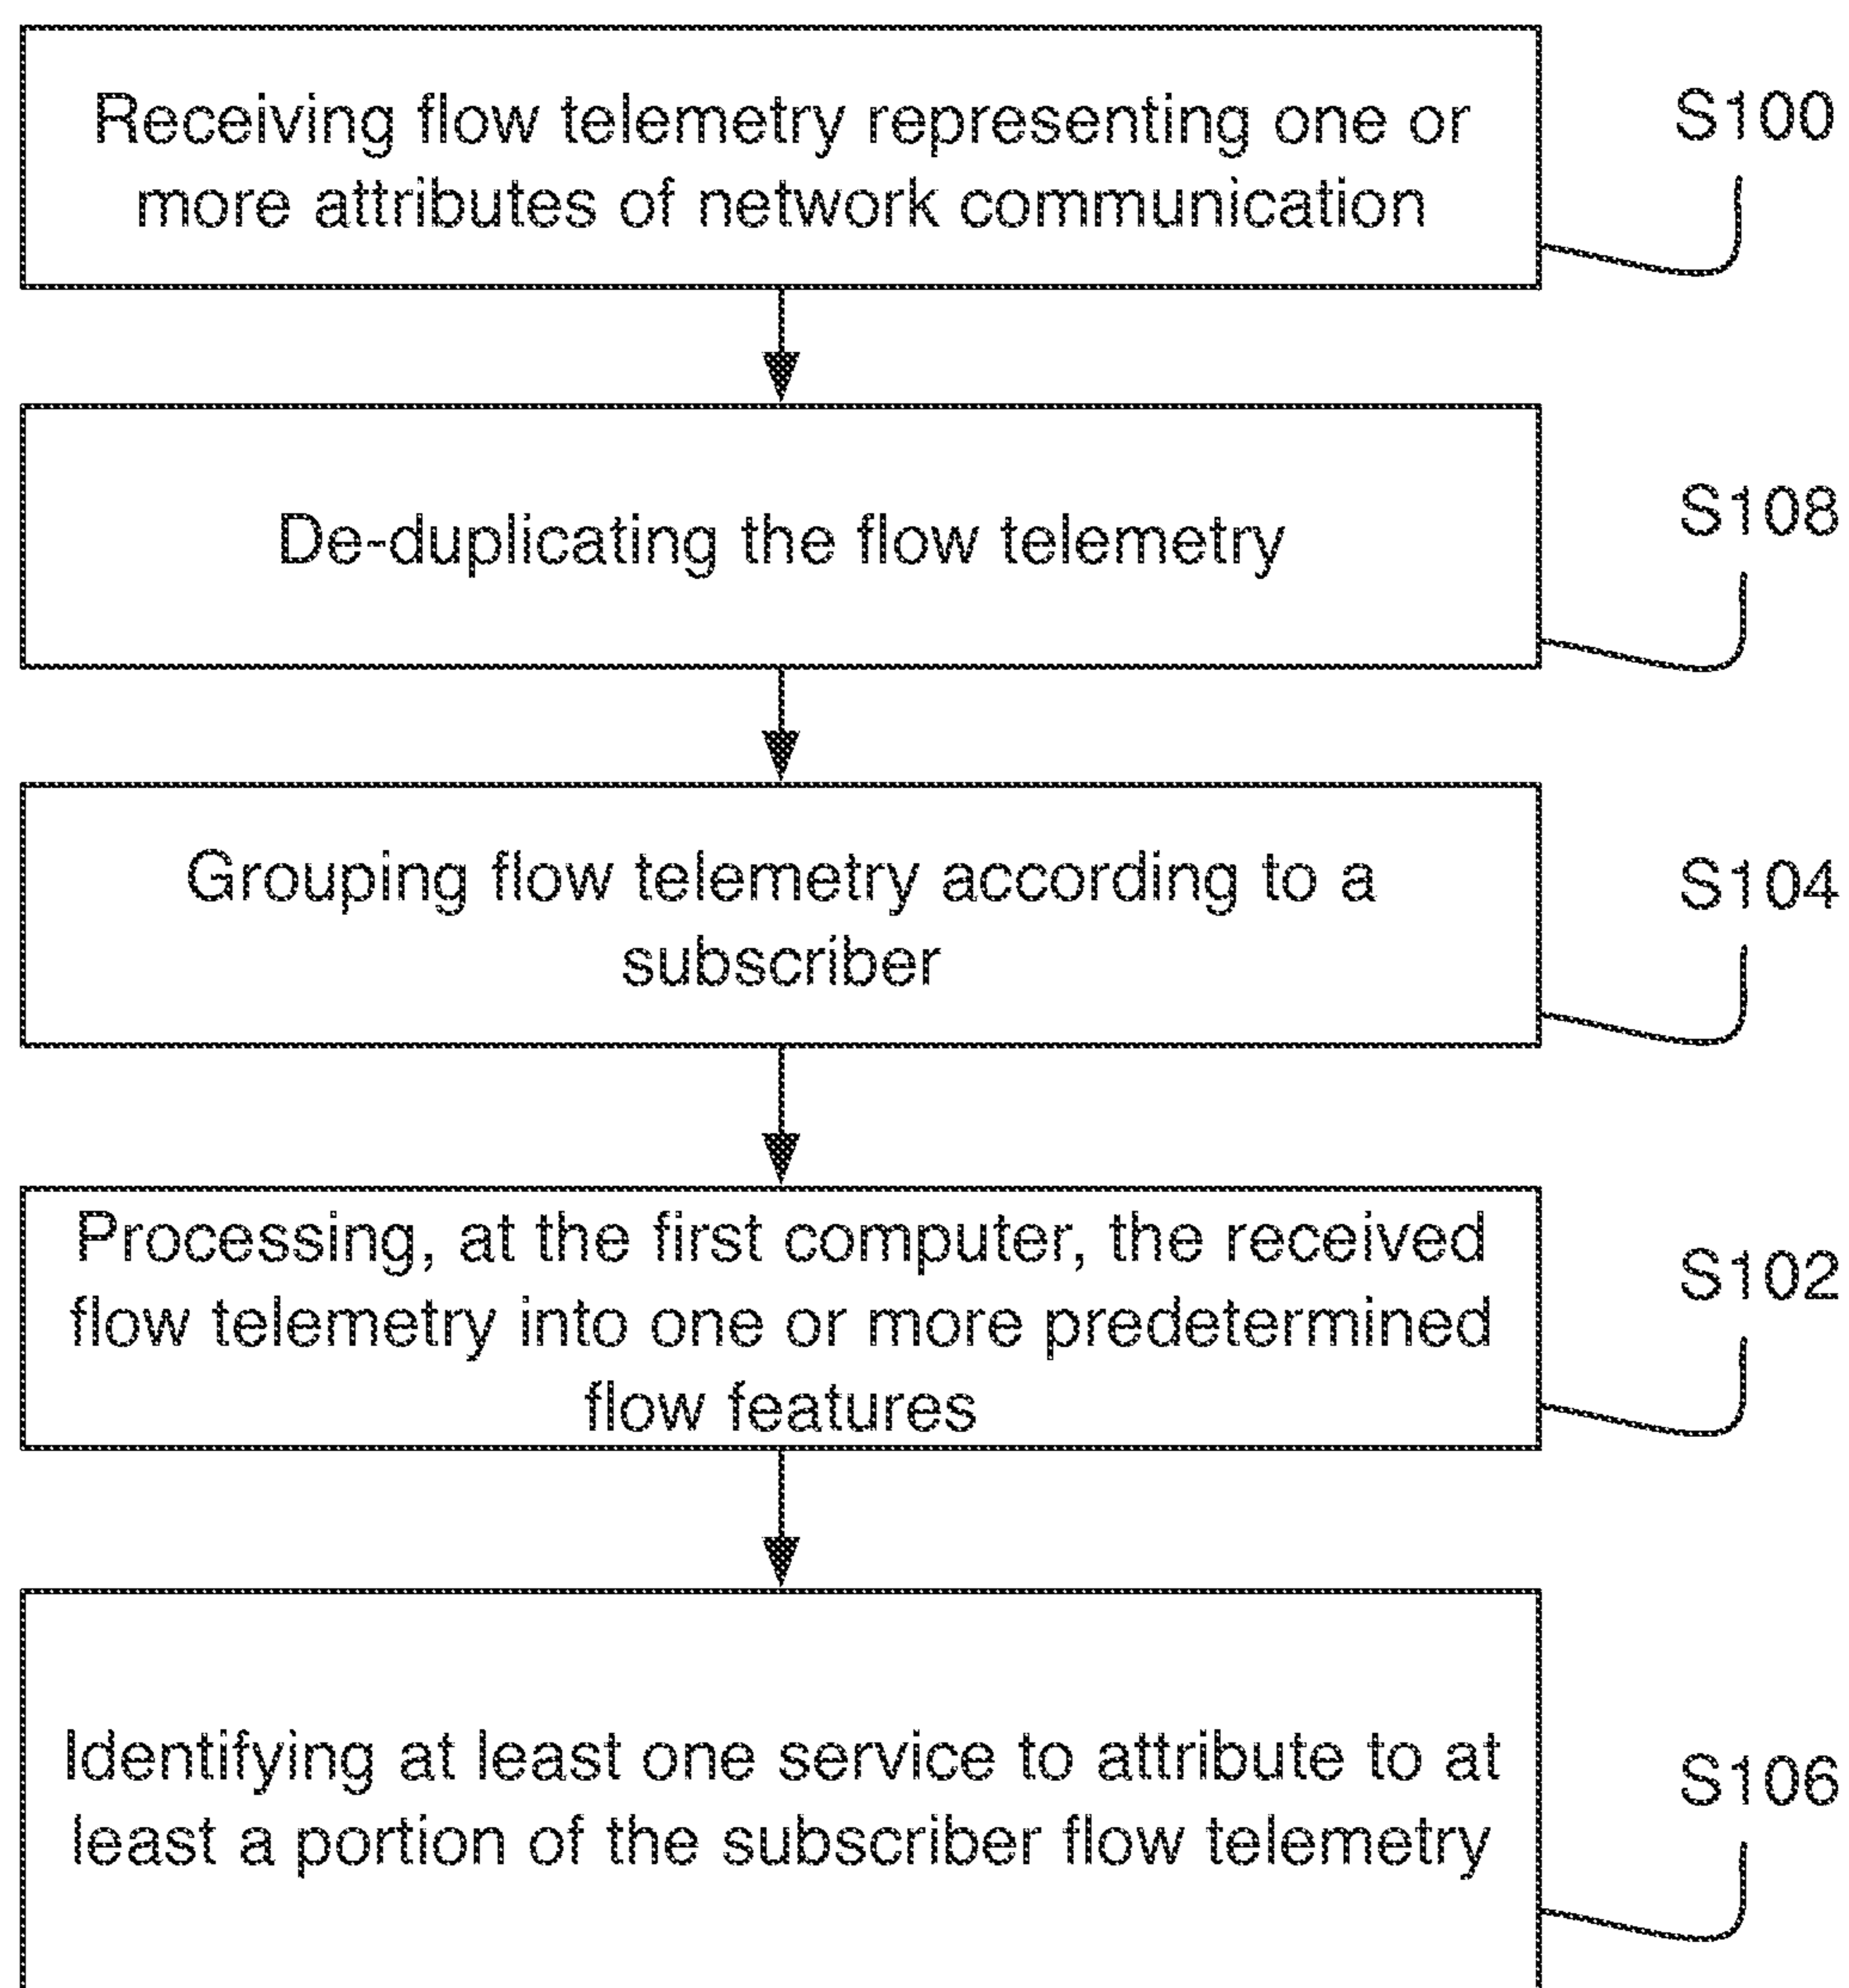 Receiving flow telemetry representing one or
more attributes of network communication
S100
De-duplicating the flow telemetry
S108
Grouping flow telemetry according to a
subscriber
S104
Processing, at the first computer, the received
flow telemetry into one or more predetermined
flow features
S102
Identifying at least one service to attribute to at
least a portion of the subscriber flow telemetry
S106